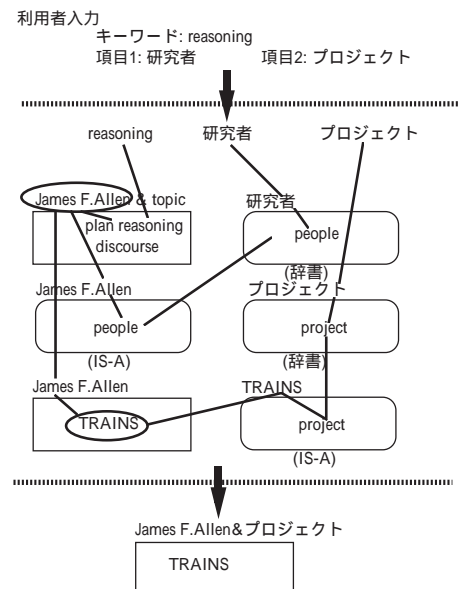 利用者入力
キーワード: reasoning
項目1: 研究者 項目2: プロジェクト
reasoning 研究者 プロジェクト
James F.Allen & topic
plan reasoning
discourse
研究者
people
(辞書)
James F.Allen
people
(IS-A)
プロジェクト
project
(辞書)
James F.Allen
TRAINS
TRAINS
project
(IS-A)
James F.Allen&プロジェクト
TRAINS